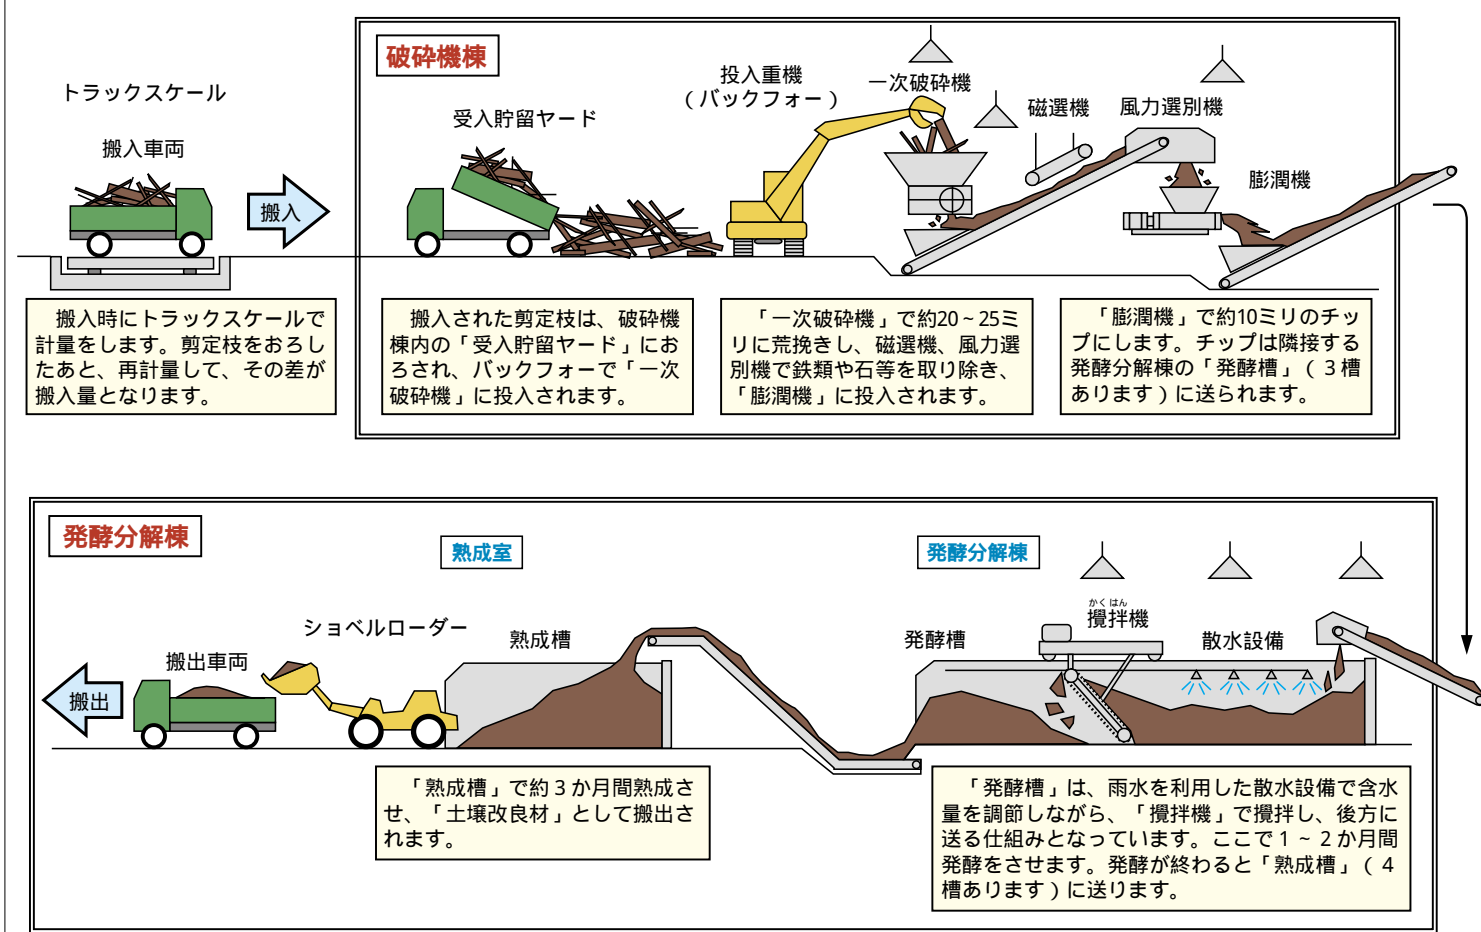 破砕機棟
トラックスケール
搬入車両
搬入
受入貯留ヤード
投入重機
（バックフォー）
一次破砕機
磁選機
風力選別機
膨潤機
搬入時にトラックスケールで
計量をします。剪定枝をおろし
たあと、再計量して、その差が
搬入量となります。
搬入された剪定枝は、破砕機
棟内の「受入貯留ヤード」にお
ろされ、バックフォーで「一次
破砕機」に投入されます。
「一次破砕機」で約20~25ミ
リに荒挽きし、磁選機、風力選
別機で鉄類や石等を取り除き、
「膨潤機」に投入されます。
「膨潤機」で約10ミリのチッ
プにします。チップは隣接する
発酵分解棟の「発酵槽」（３槽
あります）に送られます。
発酵分解棟
熟成室
発酵分解棟
搬出
搬出車両
ショベルローダー
熟成槽
発酵槽
かくはん
攪拌機
散水設備
「熟成槽」で約３か月間熟成さ
せ、「土壌改良材」として搬出さ
れます。
「発酵槽」は、雨水を利用した散水設備で含水
量を調節しながら、「攪拌機」で攪拌し、後方に
送る仕組みとなっています。ここで１~２か月間
発酵をさせます。発酵が終わると「熟成槽」（４
槽あります）に送ります。